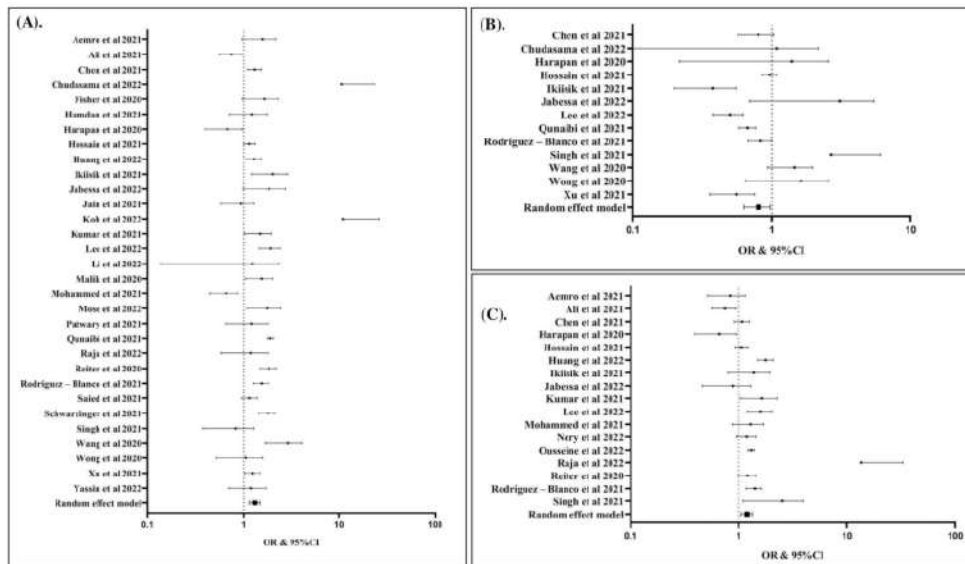 (A).
Aemro et al 2021
Ali et al 2021
Chen et al 2021
Chudasama et al 2022
Fisher et al 2020
Hamdan et al 2021
Harapan et al 2020
Hossain et al 2021
Huang et al 2022
Ikiisik et al 2021
Jabessa et al 2022
Jain et al 2021
Koh et al 2022
Kumar et al 2021
Lee et al 2022
Li et al 2022
Malik et al 2020
Mohammed et al 2021
Mose et al 2022
Patwary et al 2021
Qunaibi et al 2021
Raja et al 2022
Reiter et al 2020
Rodríguez – Blanco et al 2021
Saied et al 2021
Schwarzinger et al 2021
Singh et al 2021
Wang et al 2020
Wong et al 2020
Xu et al 2021
Yassin et al 2022
Random effect model
0.1 1 10 100
OR & 95%CI
(B).
Chen et al 2021
Chudasama et al 2022
Harapan et al 2020
Hossain et al 2021
Ikiisik et al 2021
Jabessa et al 2022
Lee et al 2022
Qunaibi et al 2021
Rodríguez – Blanco et al 2021
Singh et al 2021
Wang et al 2020
Wong et al 2020
Xu et al 2021
Random effect model
0.1 1 10
OR & 95%CI
(C).
Aemro et al 2021
Ali et al 2021
Chen et al 2021
Harapan et al 2020
Hossain et al 2021
Huang et al 2022
Ikiisik et al 2021
Jabessa et al 2022
Kumar et al 2021
Lee et al 2022
Mohammed et al 2021
Nery et al 2022
Ousseine et al 2022
Raja et al 2022
Reiter et al 2020
Rodríguez – Blanco et al 2021
Singh et al 2021
Random effect model
0.1 1 10 100
OR & 95%CI